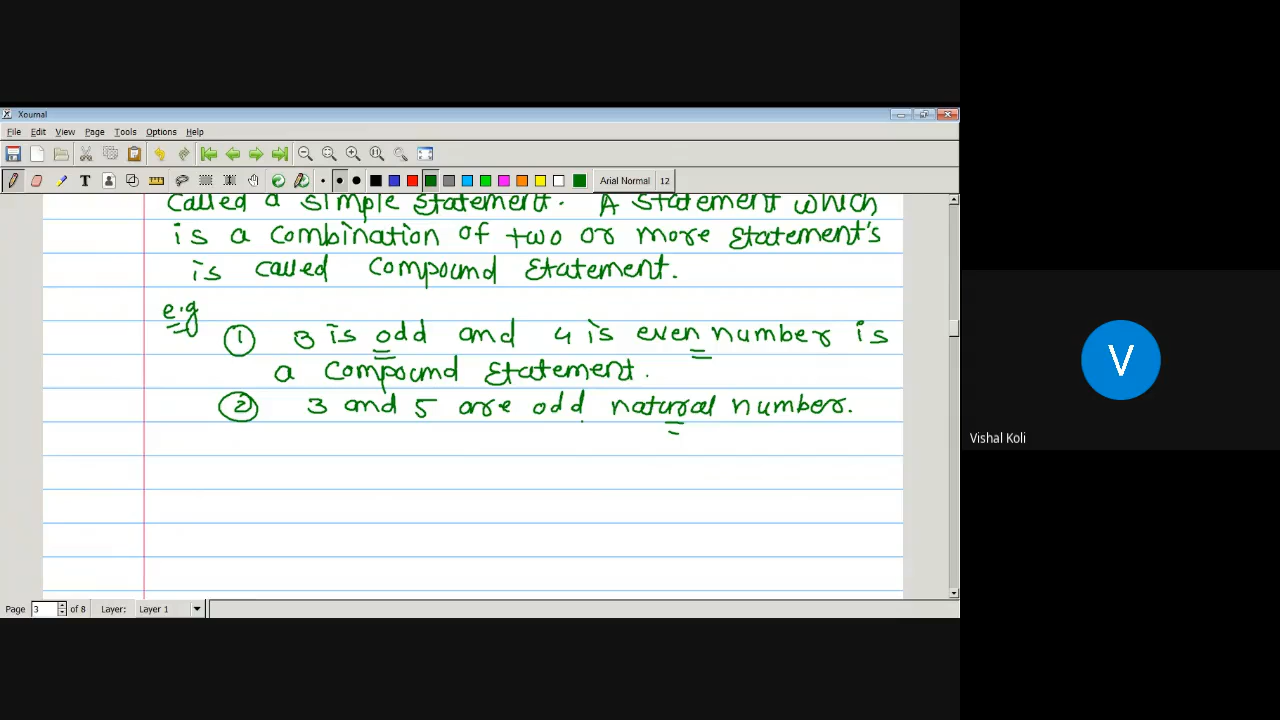 Xournal
File Edit View Page Tools Options Help
Arial Normal 12
Called a simple statement. A statement which
is a combination of two or more statement's
is called compound statement.
e.g
① 3 is odd and 4 is even number is
a compound statement.
② 3 and 5 are odd natural number.
Page 3 of 8 Layer: Layer 1
V
Vishal Koli